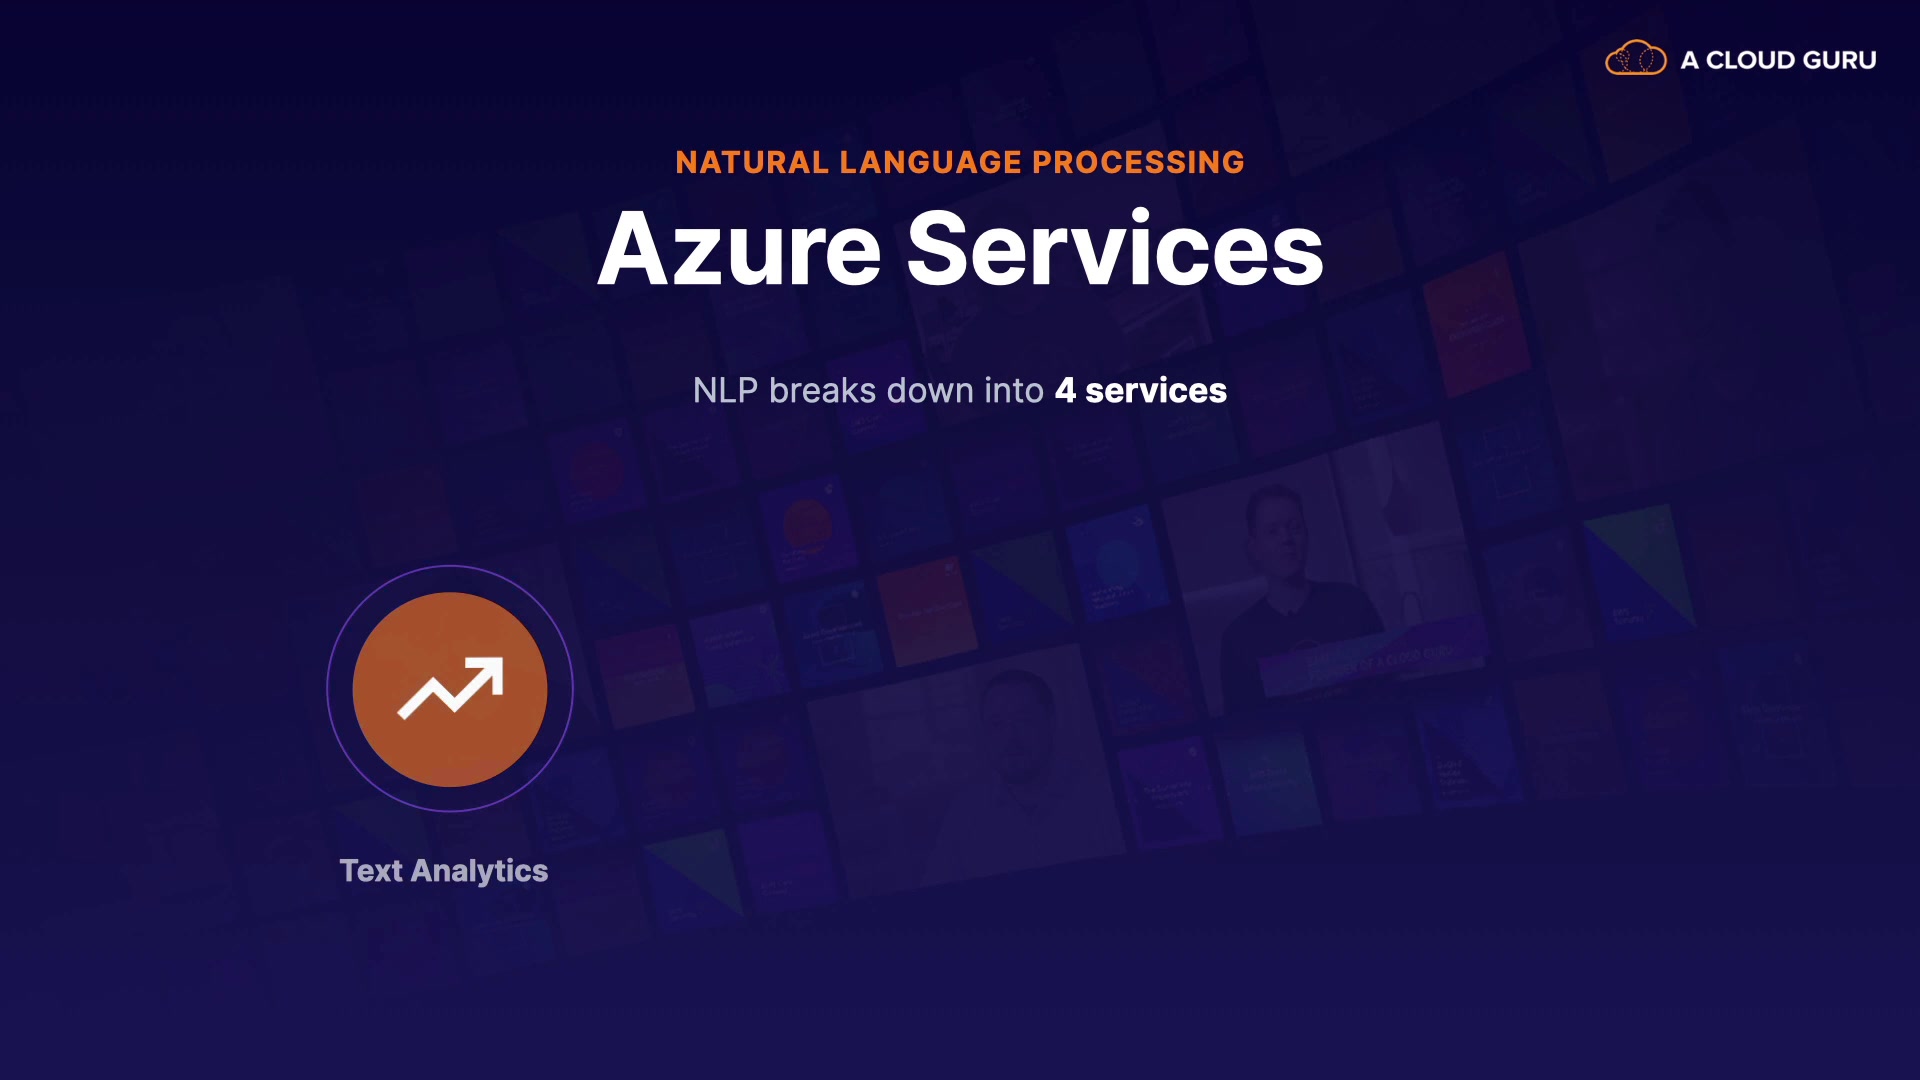 A CLOUD GURU
NATURAL LANGUAGE PROCESSING
Azure Services
NLP breaks down into 4 services
Text Analytics